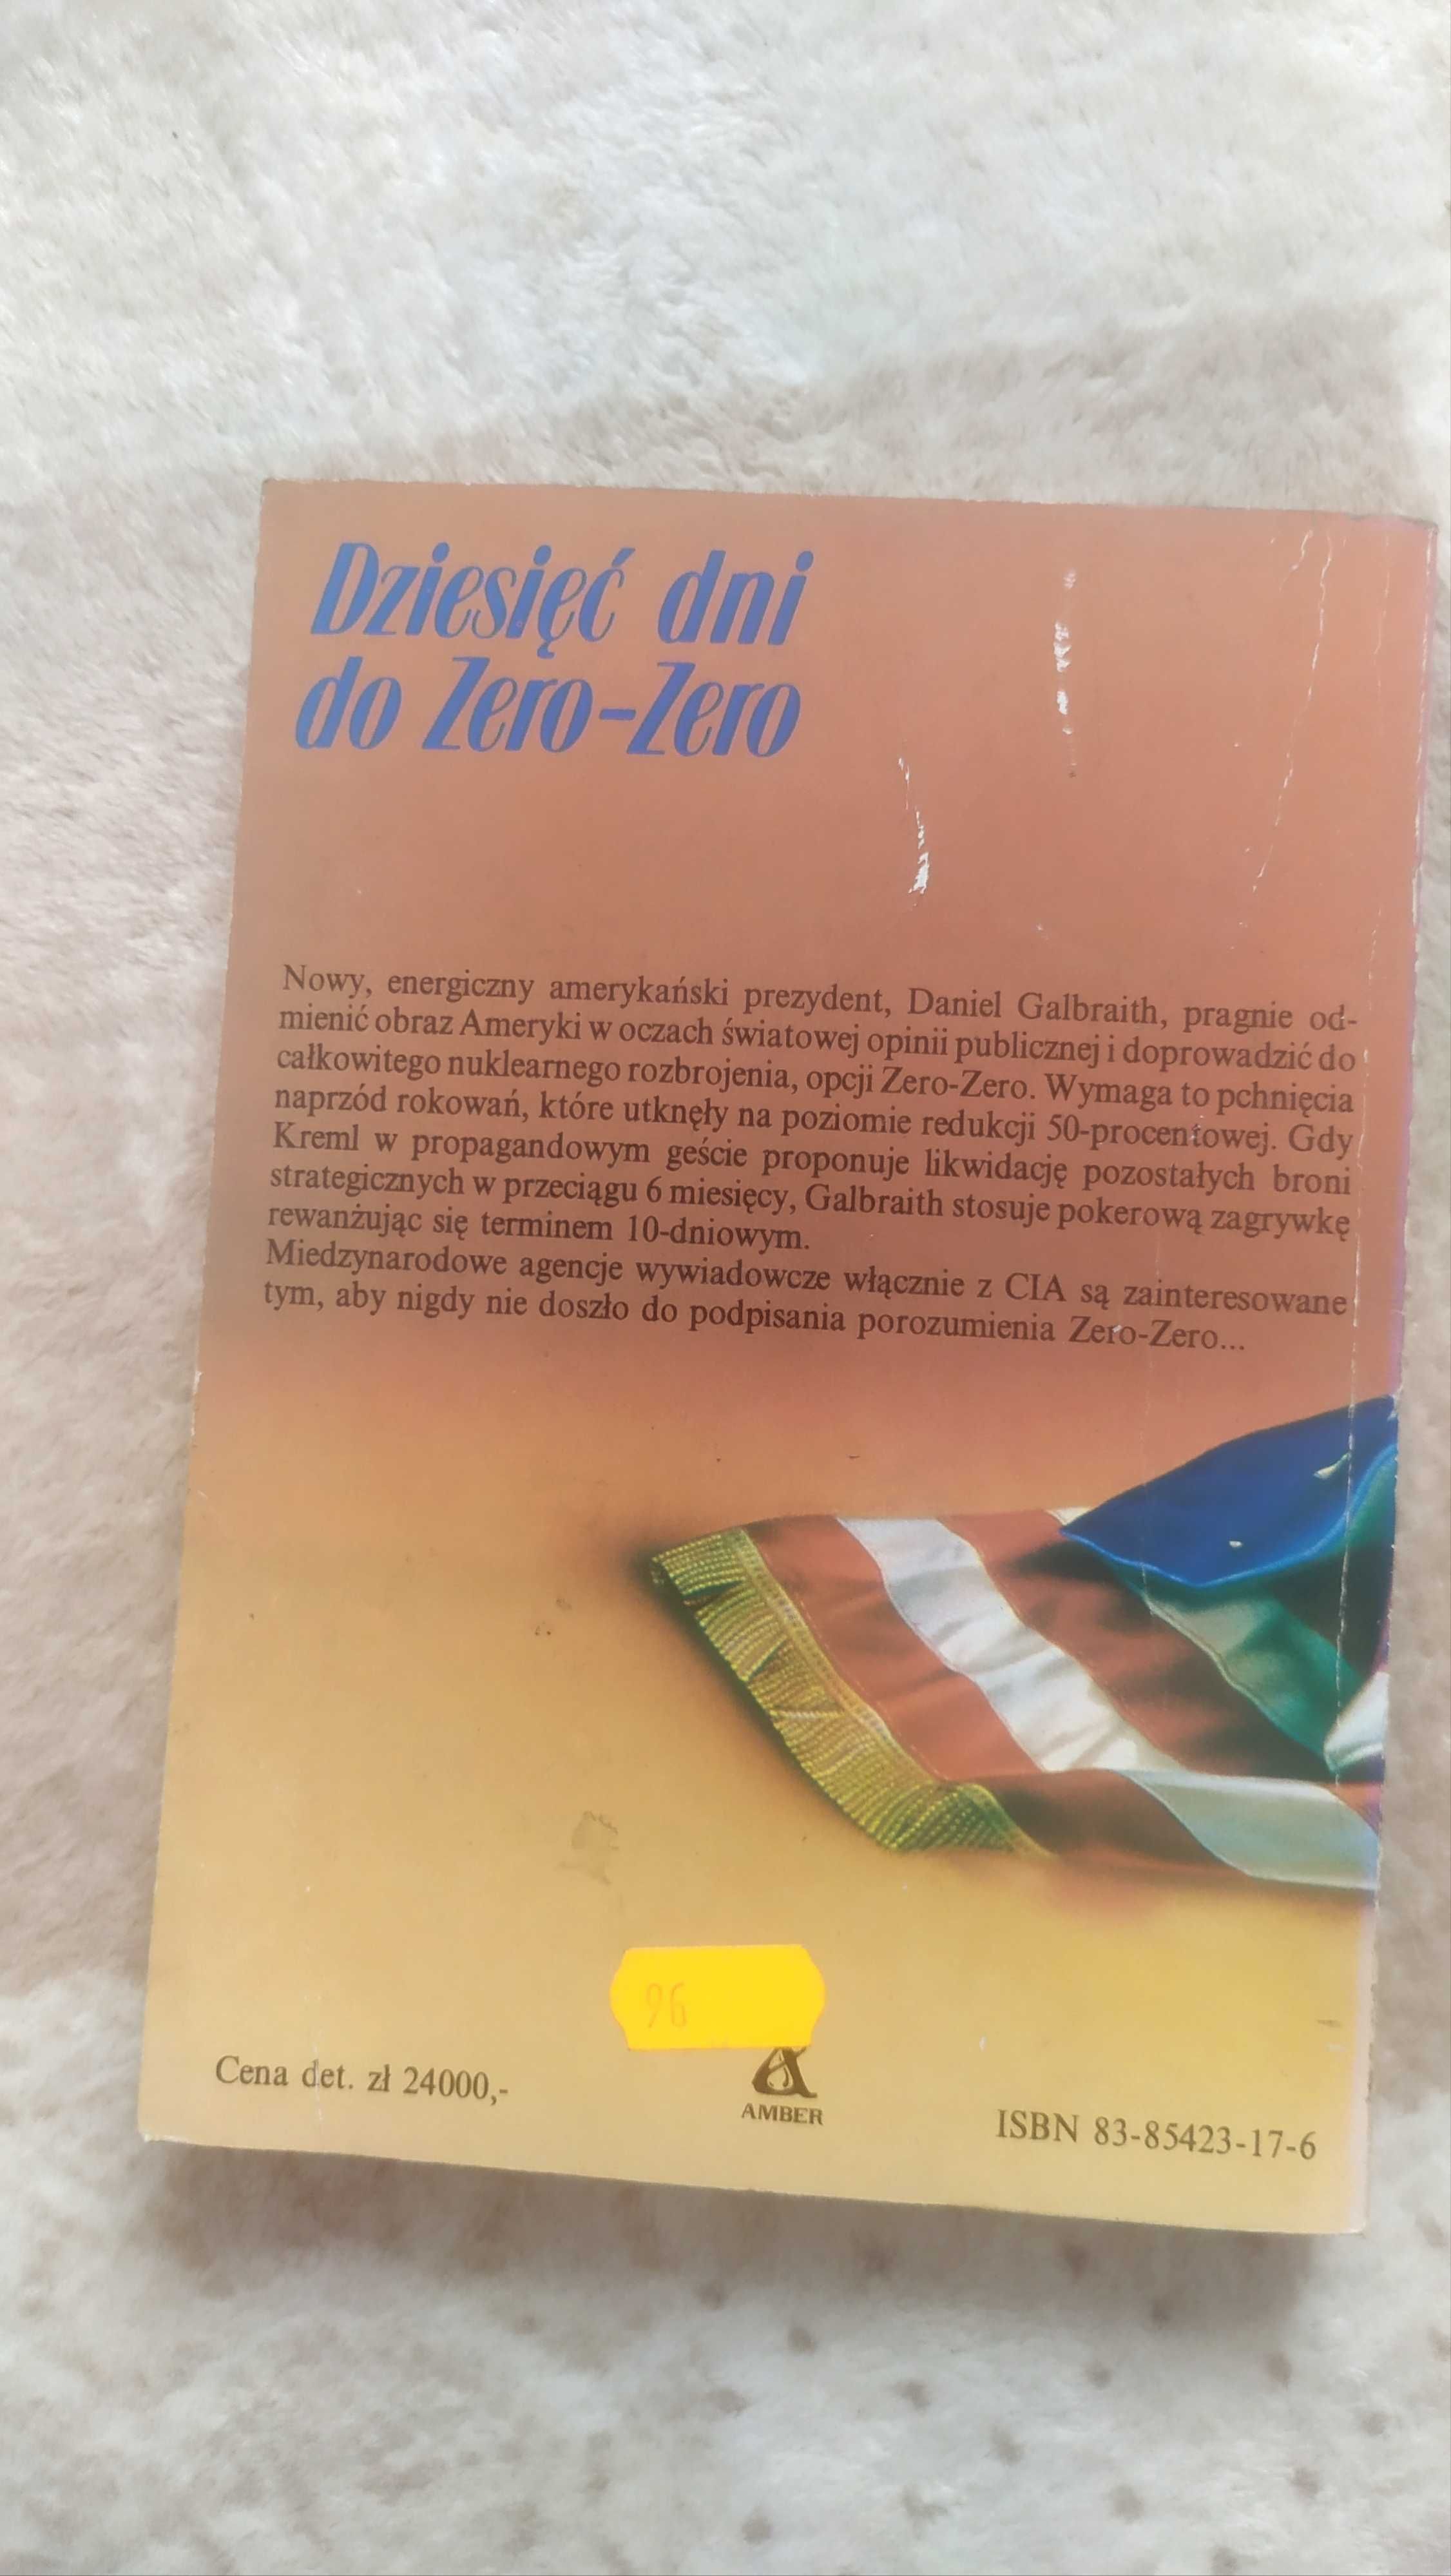 Dziesięć dni
do Zero-Zero
Nowy, energiczny amerykański prezydent, Daniel Galbraith, pragnie od-
mienić obraz Ameryki w oczach światowej opinii publicznej i doprowadzić do
całkowitego nuklearnego rozbrojenia, opcji Zero-Zero. Wymaga to pchnięcia
naprzód rokowań, które utknęły na poziomie redukcji 50-procentowej. Gdy
Kreml w propagandowym geście proponuje likwidację pozostałych broni
strategicznych w przeciągu 6 miesięcy, Galbraith stosuje pokerową zagrywkę
rewanżując się terminem 10-dniowym.
Miedzynarodowe agencje wywiadowcze włącznie z CIA są zainteresowane
tym, aby nigdy nie doszło do podpisania porozumienia Zero-Zero...
96
Cena det. zł 24000,-
AMBER
ISBN 83-85423-17-6